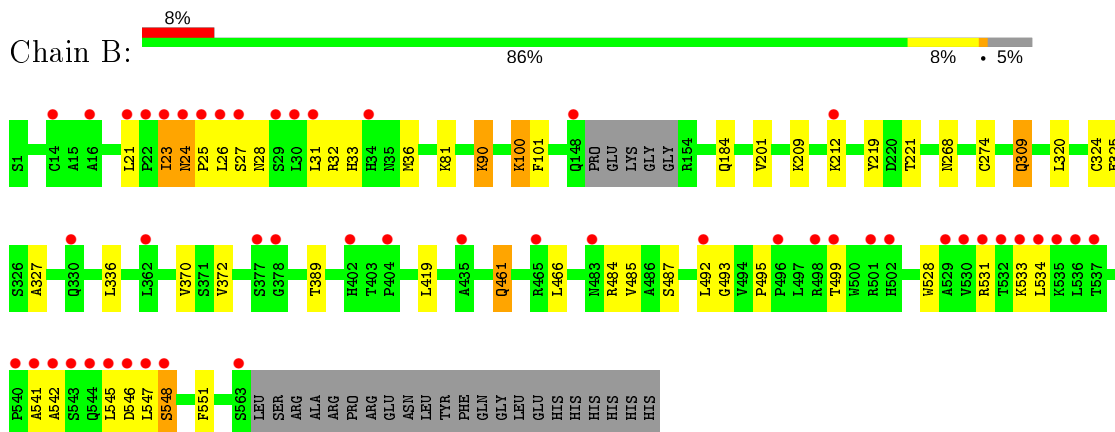 8%
Chain B:
86% 8% • 5%
S1 C14 A15 A16 L21 P22 I23 N24 P25 L26 S27 N28 S29 L30 L31 R32 H33 H34 N35 M36 K81 K90 K100 F101 Q148 PRO GLU LYS GLY GLY R154 Q184 V201 K209 K212 Y219 D220 T221 N268 C274 Q309 L320 C324 E325
S326 A327 Q330 L336 L362 V370 S371 V372 S377 G378 T389 H402 T403 P404 L419 A435 Q461 R465 L466 N483 R484 V485 A486 S487 L492 G493 V494 P495 P496 L497 R498 T499 W500 R501 H502 W528 A529 V530 R531 T532 K533 L534 K535 L536 T537
P540 A541 A542 S543 Q544 L545 D546 L547 S548 F551 S563 LEU SER ARG ALA ARG PRO ARG GLU ASN LEU TYR PHE GLN GLY LEU GLU HIS HIS HIS HIS HIS HIS